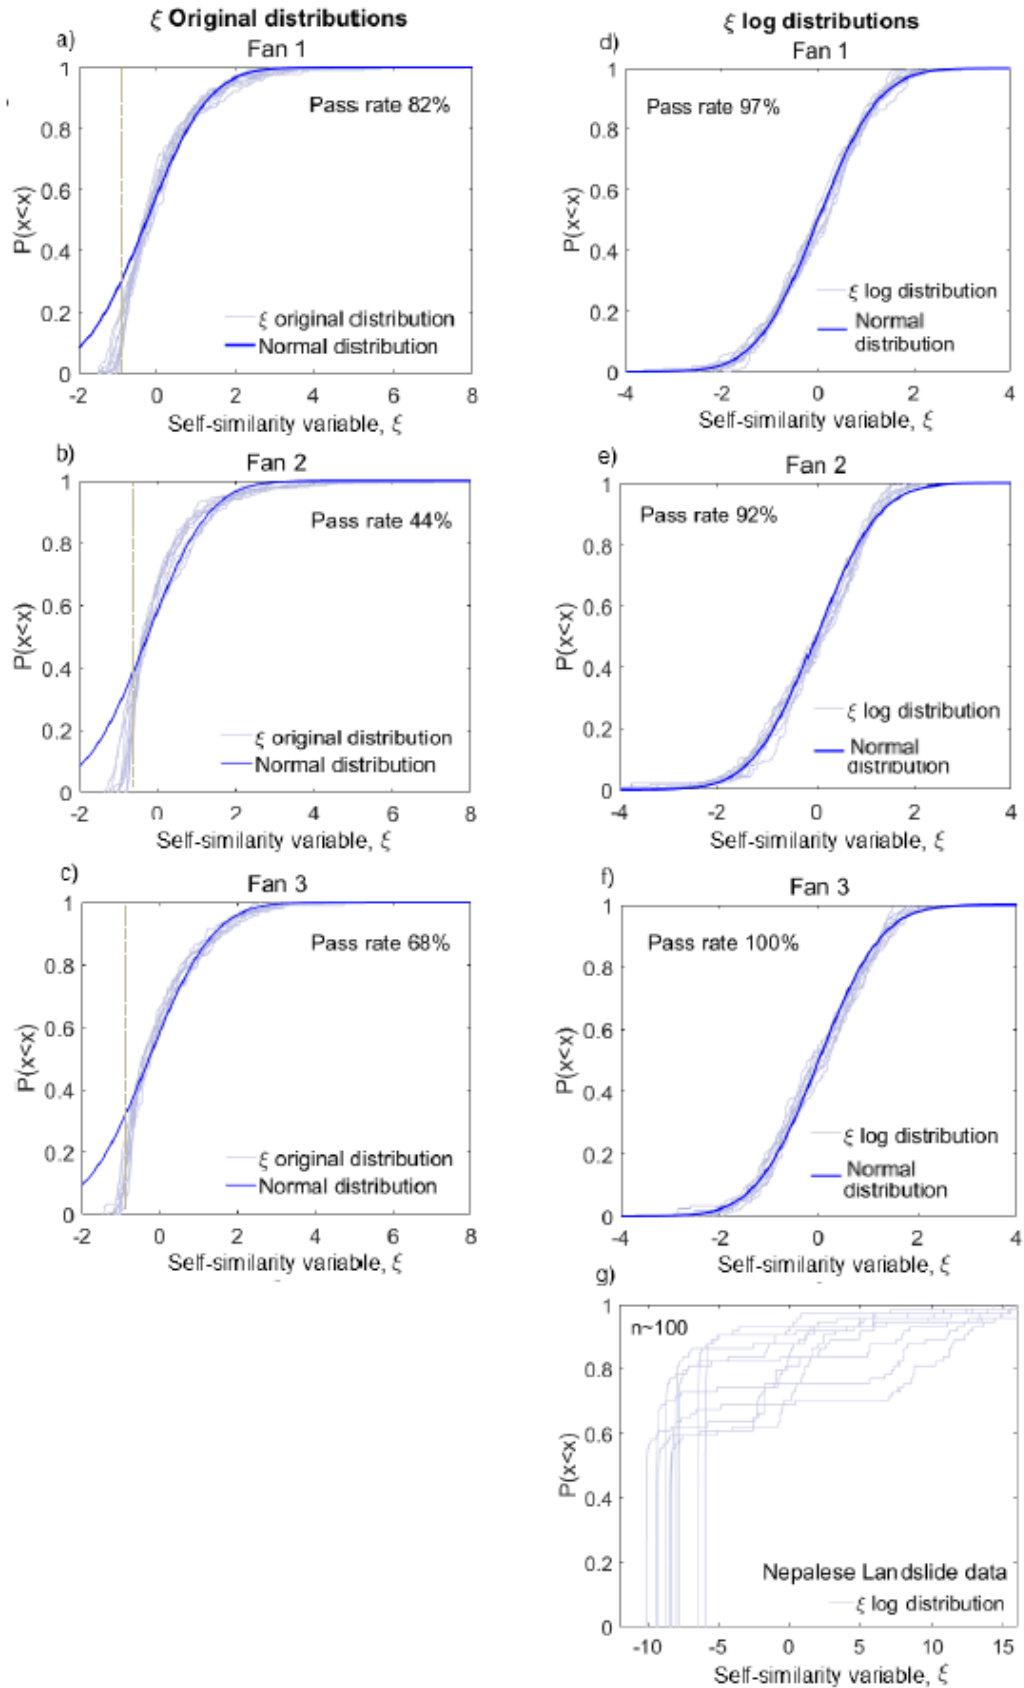 ξ Original distributions
a)
Fan 1
Pass rate 82%
P(x<x)
1
0.8
0.6
0.4
0.2
0
ξ original distribution
Normal distribution
-2 0 2 4 6 8
Self-similarity variable, ξ
b)
Fan 2
Pass rate 44%
P(x<x)
1
0.8
0.6
0.4
0.2
0
ξ original distribution
Normal distribution
-2 0 2 4 6 8
Self-similarity variable, ξ
c)
Fan 3
Pass rate 68%
P(x<x)
1
0.8
0.6
0.4
0.2
0
ξ original distribution
Normal distribution
-2 0 2 4 6 8
Self-similarity variable, ξ
ξ log distributions
d)
Fan 1
Pass rate 97%
P(x<x)
1
0.8
0.6
0.4
0.2
0
ξ log distribution
Normal
distribution
-4 -2 0 2 4
Self-similarity variable, ξ
e)
Fan 2
Pass rate 92%
P(x<x)
1
0.8
0.6
0.4
0.2
0
ξ log distribution
Normal
distribution
-4 -2 0 2 4
Self-similarity variable, ξ
f)
Fan 3
Pass rate 100%
P(x<x)
1
0.8
0.6
0.4
0.2
0
ξ log distribution
Normal
distribution
-4 -2 0 2 4
Self-similarity variable, ξ
g)
n~100
P(x<x)
1
0.8
0.6
0.4
0.2
0
Nepalese Landslide data
ξ log distribution
-10 -5 0 5 10 15
Self-similarity variable, ξ